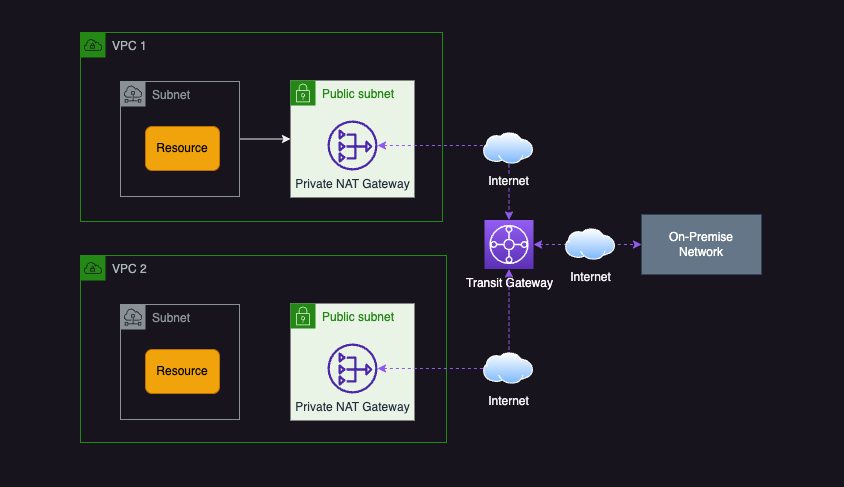 VPC 1
Subnet
Public subnet
Resource
Private NAT Gateway
Internet
Transit Gateway
Internet
On-Premise
Network
VPC 2
Subnet
Public subnet
Resource
Private NAT Gateway
Internet